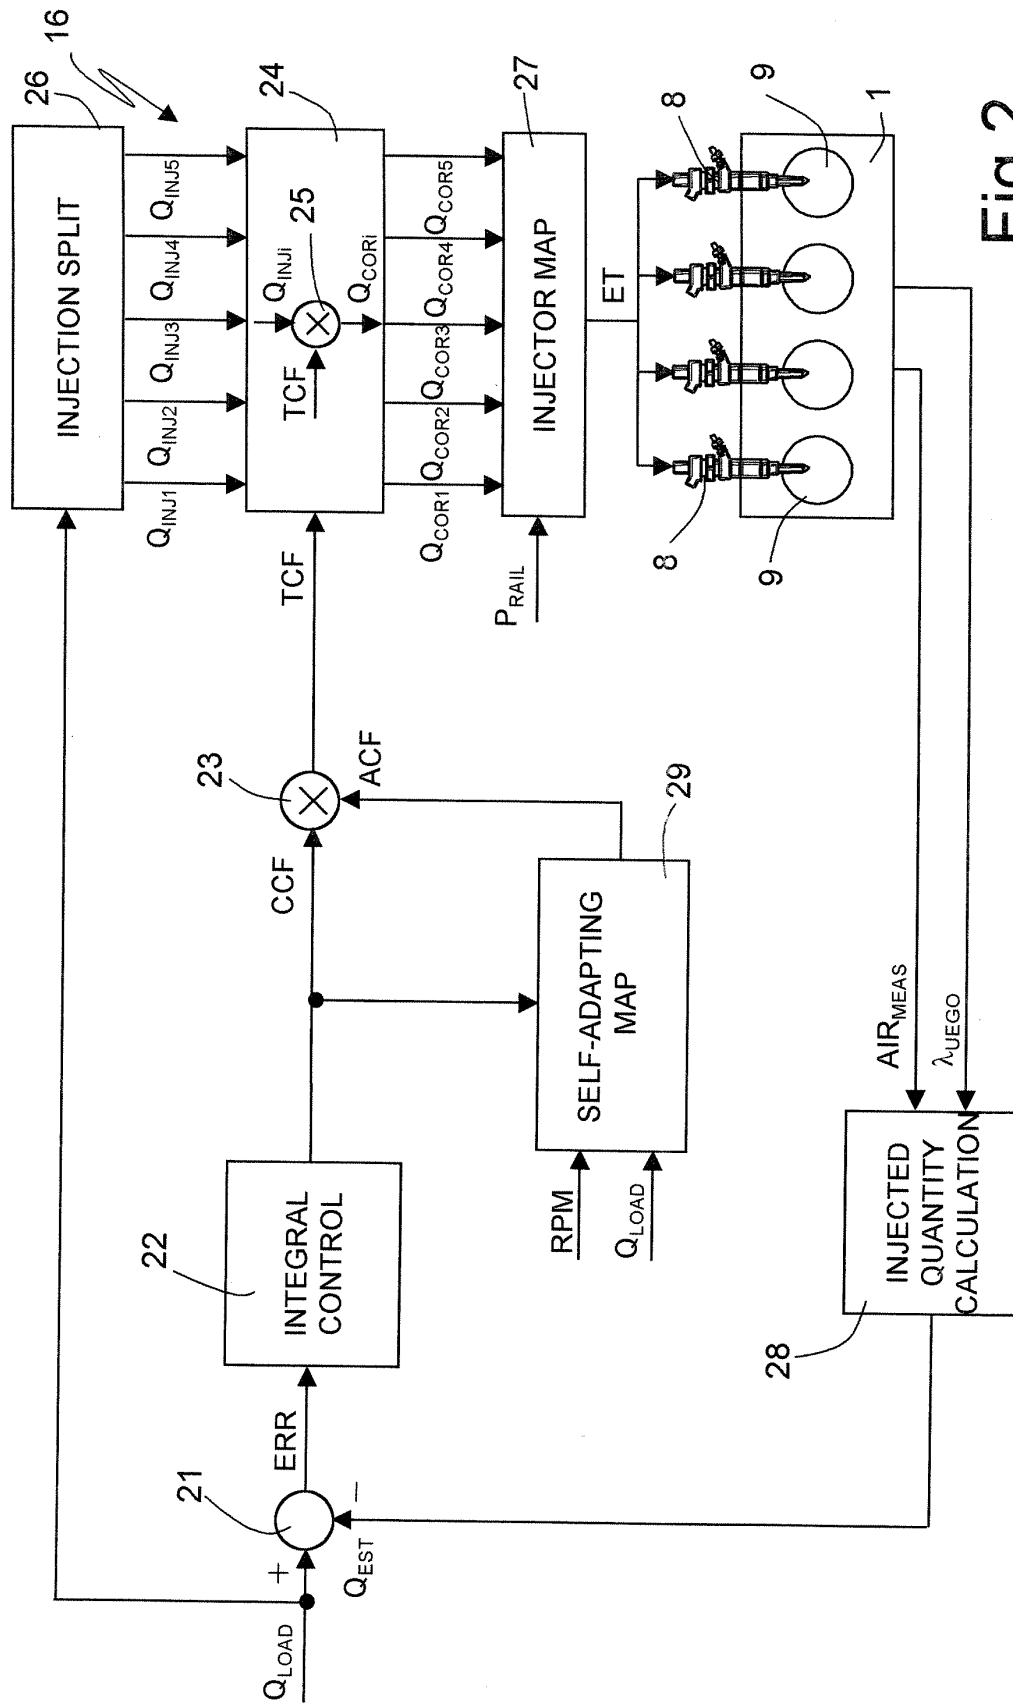 16
26
INJECTION SPLIT
Q_INJ1
Q_INJ2
Q_INJ3
Q_INJ4
Q_INJ5
24
TCF
TCF
Q_INJi
25
Q_CORi
Q_COR1
Q_COR2
Q_COR3
Q_COR4
Q_COR5
27
P_RAIL
INJECTOR MAP
ET
8
8
9
9
1
Q_LOAD
+
21
−
Q_EST
ERR
22
INTEGRAL
CONTROL
CCF
23
ACF
RPM
Q_LOAD
SELF-ADAPTING
MAP
29
28
INJECTED
QUANTITY
CALCULATION
AIR_MEAS
λ_UEGO
Fig.2